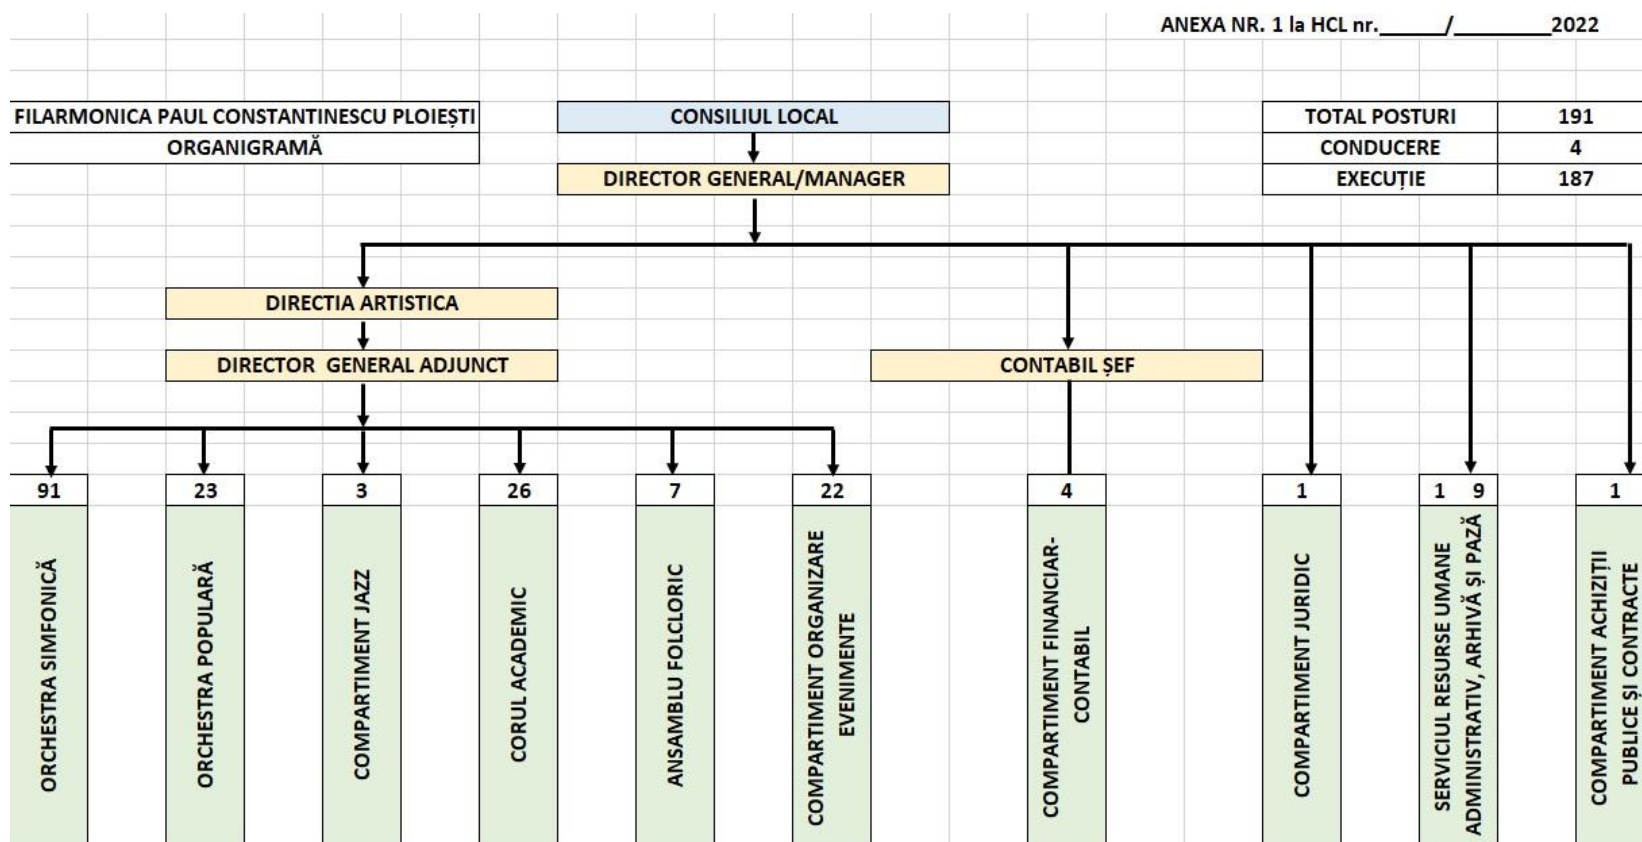 ANEXA NR. 1 la HCL nr.______/_________2022
FILARMONICA PAUL CONSTANTINESCU PLOIEȘTI
ORGANIGRAMĂ
CONSILIUL LOCAL
DIRECTOR GENERAL/MANAGER
TOTAL POSTURI 191
CONDUCERE 4
EXECUȚIE 187
DIRECTIA ARTISTICA
DIRECTOR GENERAL ADJUNCT
CONTABIL ȘEF
91
ORCHESTRA SIMFONICĂ
23
ORCHESTRA POPULARĂ
3
COMPARTIMENT JAZZ
26
CORUL ACADEMIC
7
ANSAMBLU FOLCLORIC
22
COMPARTIMENT ORGANIZARE
EVENIMENTE
4
COMPARTIMENT FINANCIAR-
CONTABIL
1
COMPARTIMENT JURIDIC
1 9
SERVICIUL RESURSE UMANE
ADMINISTRATIV, ARHIVĂ ȘI PAZĂ
1
COMPARTIMENT ACHIZIȚII
PUBLICE ȘI CONTRACTE